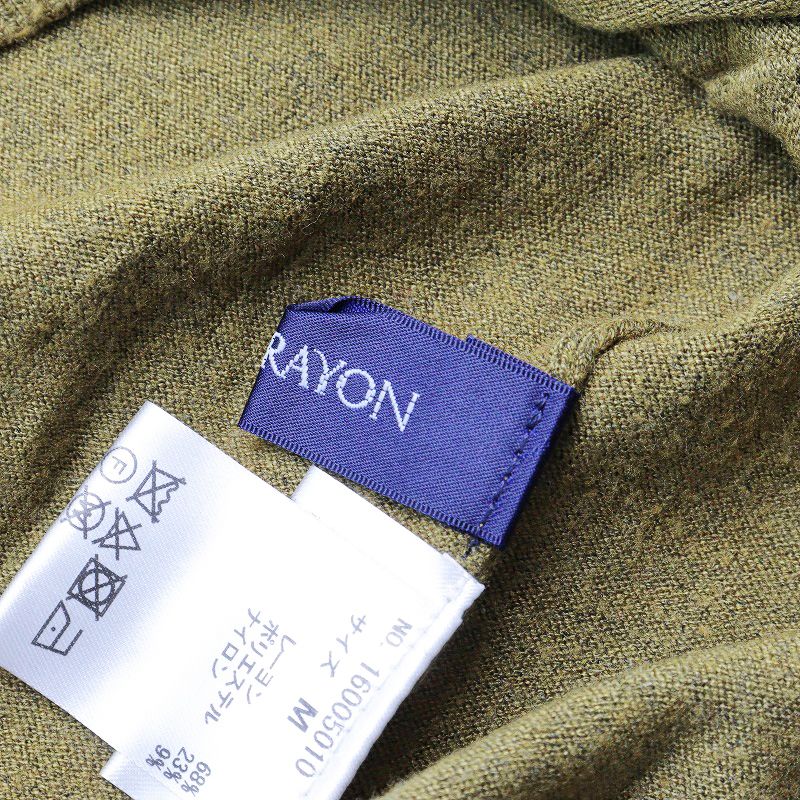 RAYON
NO. 16005010
サイズ M
レーヨン 68%
ポリエステル 23%
ナイロン 9%
F